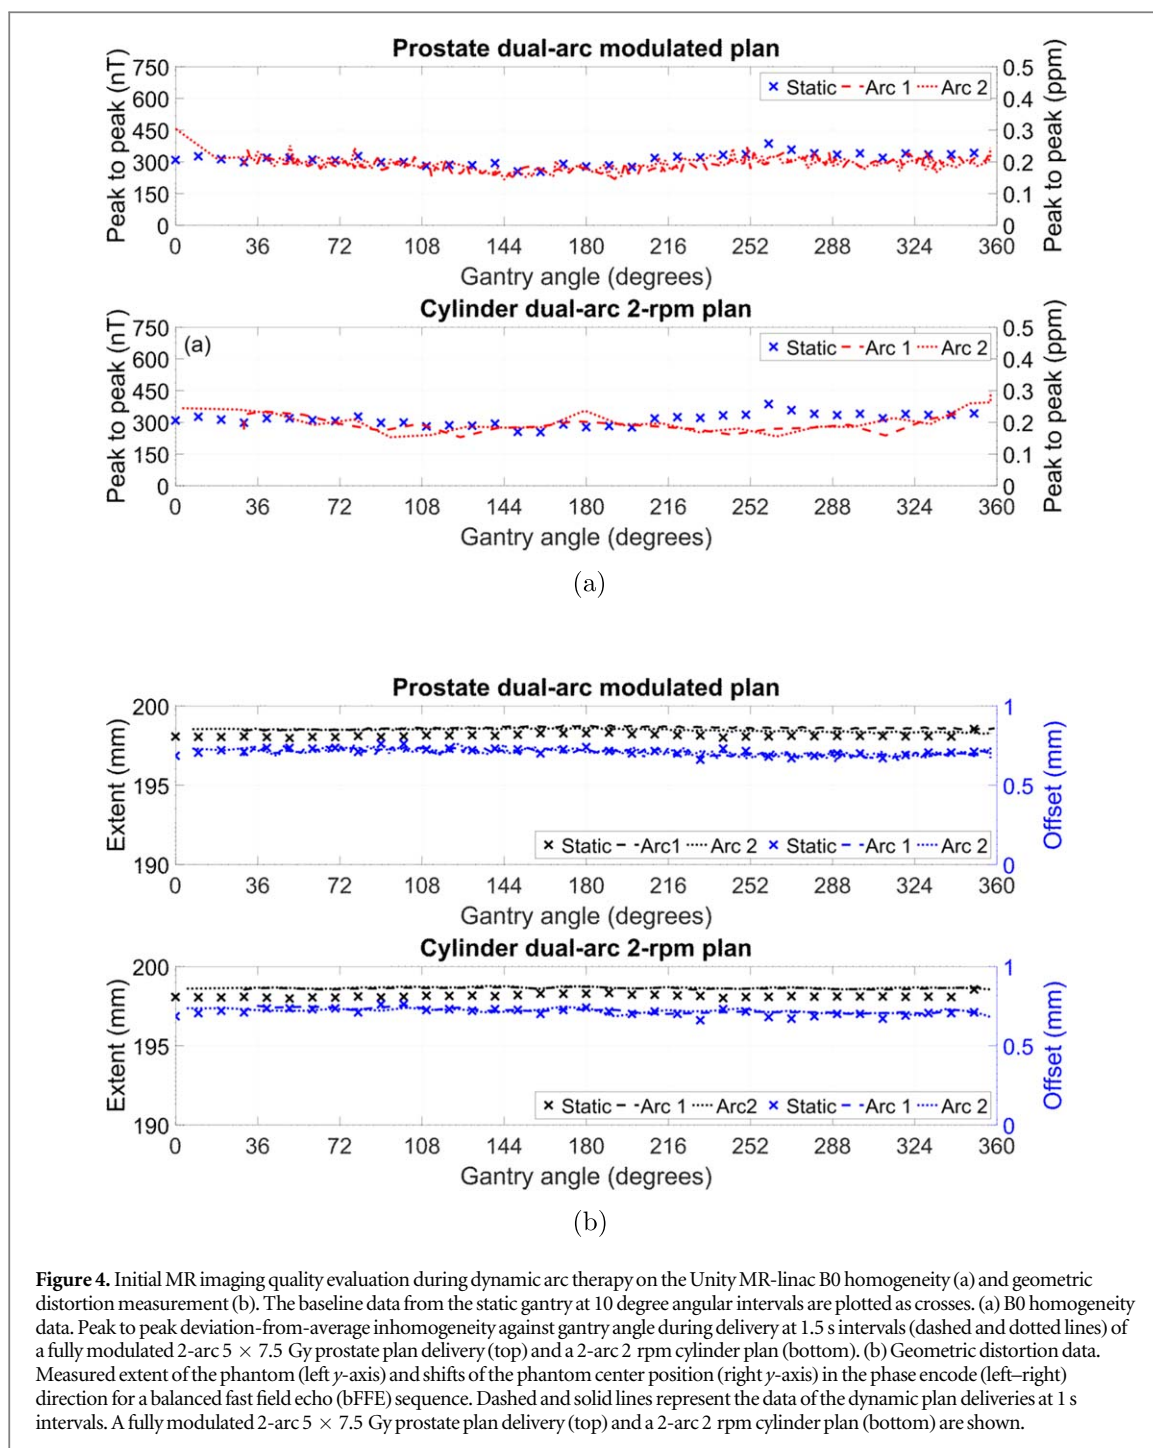 Prostate dual-arc modulated plan
Peak to peak (nT)
750
600
450
300
150
0
× Static -- Arc 1 ······ Arc 2
0.5
0.4
0.3
0.2
0.1
0
Peak to peak (ppm)
0 36 72 108 144 180 216 252 288 324 360
Gantry angle (degrees)
Cylinder dual-arc 2-rpm plan
Peak to peak (nT)
750
600
450
300
150
0
(a)
× Static -- Arc 1 ······ Arc 2
0.5
0.4
0.3
0.2
0.1
0
Peak to peak (ppm)
0 36 72 108 144 180 216 252 288 324 360
Gantry angle (degrees)
(a)
Prostate dual-arc modulated plan
Extent (mm)
200
195
190
× Static -- Arc1 ······ Arc 2 × Static -- Arc 1 ······ Arc 2
1
0.5
0
Offset (mm)
0 36 72 108 144 180 216 252 288 324 360
Gantry angle (degrees)
Cylinder dual-arc 2-rpm plan
Extent (mm)
200
195
190
× Static -- Arc 1 ······ Arc2 × Static -- Arc 1 ······ Arc 2
1
0.5
0
Offset (mm)
0 36 72 108 144 180 216 252 288 324 360
Gantry angle (degrees)
(b)
Figure 4. Initial MR imaging quality evaluation during dynamic arc therapy on the Unity MR-linac B0 homogeneity (a) and geometric
distortion measurement (b). The baseline data from the static gantry at 10 degree angular intervals are plotted as crosses. (a) B0 homogeneity
data. Peak to peak deviation-from-average inhomogeneity against gantry angle during delivery at 1.5 s intervals (dashed and dotted lines) of
a fully modulated 2-arc 5 × 7.5 Gy prostate plan delivery (top) and a 2-arc 2 rpm cylinder plan (bottom). (b) Geometric distortion data.
Measured extent of the phantom (left y-axis) and shifts of the phantom center position (right y-axis) in the phase encode (left–right)
direction for a balanced fast field echo (bFFE) sequence. Dashed and solid lines represent the data of the dynamic plan deliveries at 1 s
intervals. A fully modulated 2-arc 5 × 7.5 Gy prostate plan delivery (top) and a 2-arc 2 rpm cylinder plan (bottom) are shown.